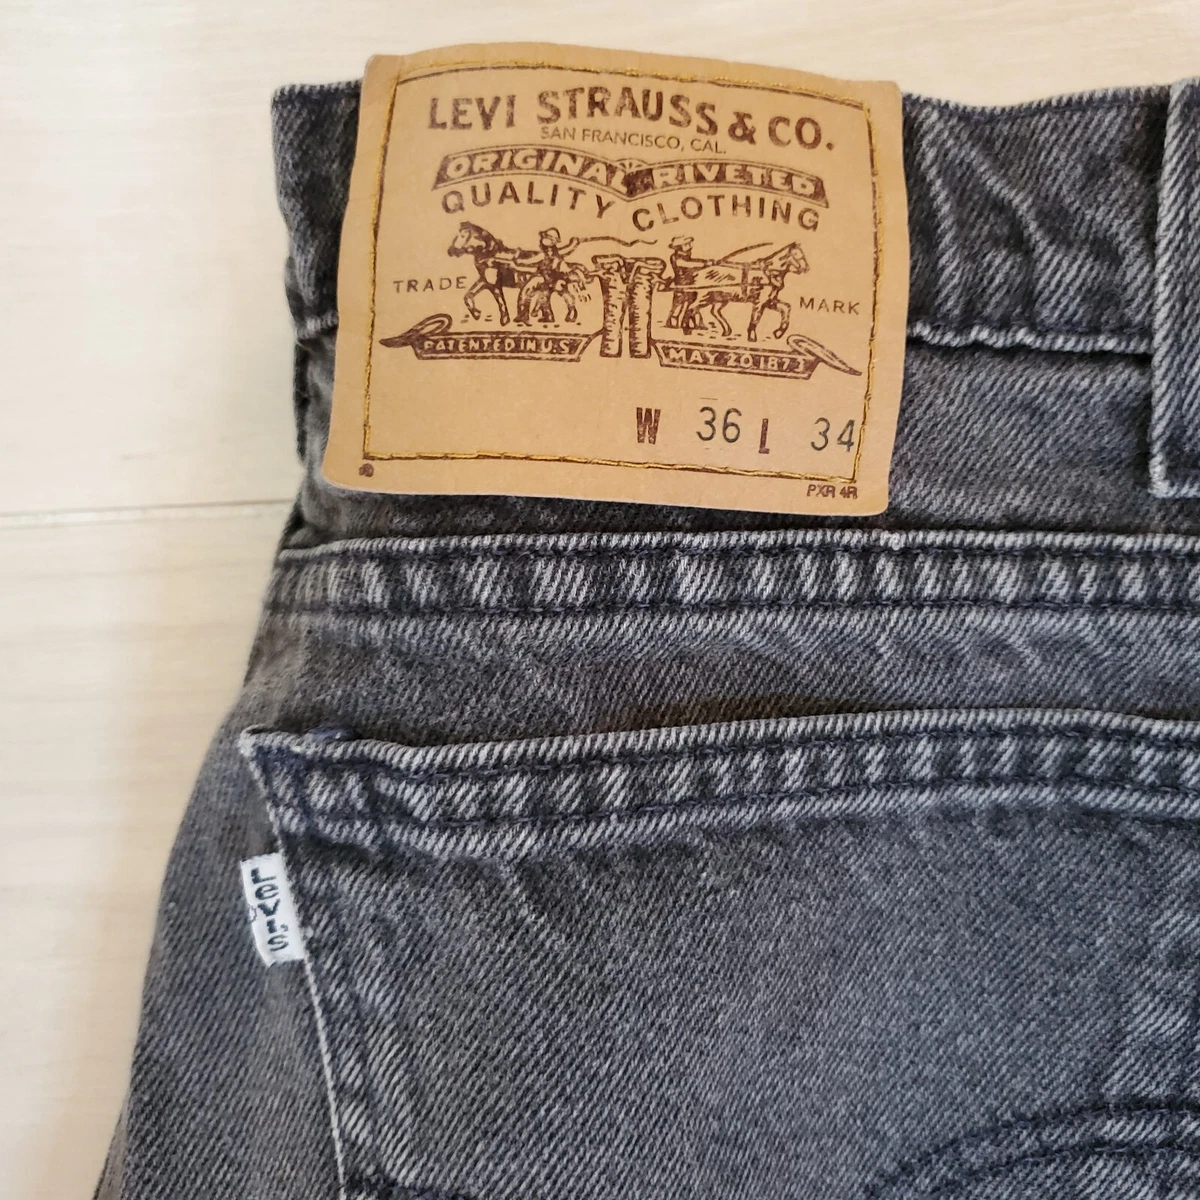 LEVI STRAUSS & CO.
SAN FRANCISCO, CAL.
ORIGINAL RIVETED
QUALITY CLOTHING
TRADE MARK
PATENTED IN U.S. MAY 20 1873
W 36 L 34
®
PXR 4R
LEVI'S